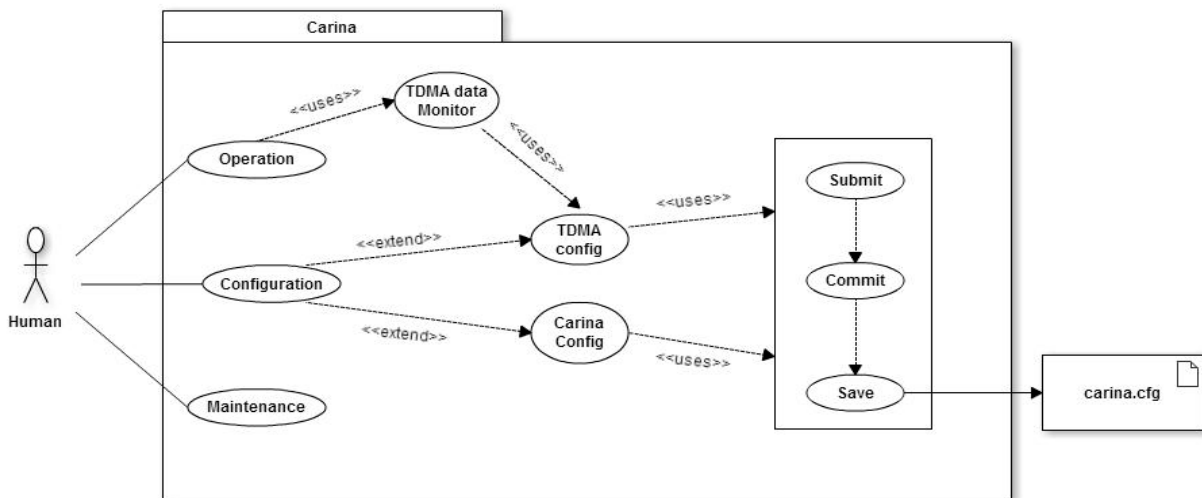 Carina
TDMA data
Monitor
<<uses>>
<<uses>>
Operation
Submit
<<uses>>
TDMA
config
<<extend>>
Configuration
Commit
Human
Carina
Config
<<extend>>
<<uses>>
Maintenance
Save
carina.cfg